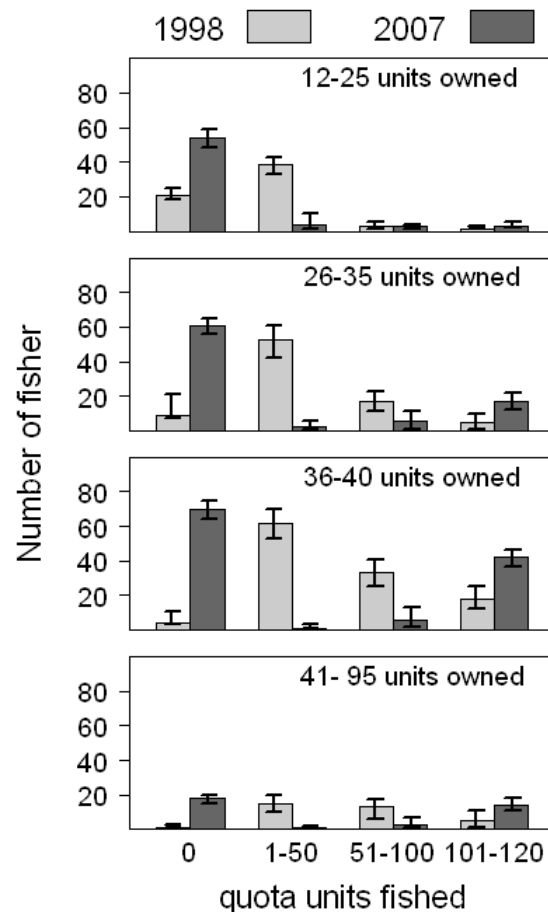 1998 2007
12-25 units owned
80
60
40
20
26-35 units owned
80
60
40
20
36-40 units owned
80
60
40
20
41- 95 units owned
80
60
40
20
Number of fisher
0 1-50 51-100 101-120
quota units fished